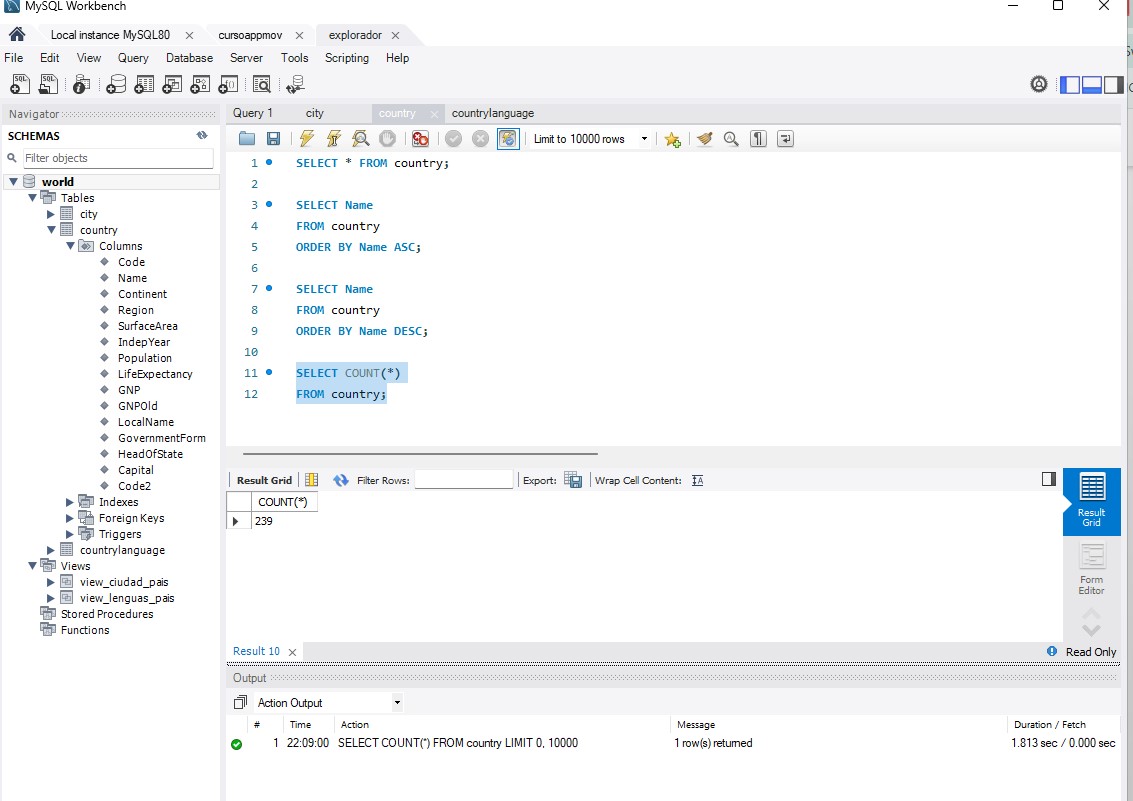 MySQL Workbench
Local instance MySQL80
cursoappmov
explorador
File Edit View Query Database Server Tools Scripting Help
Navigator
SCHEMAS
Filter objects
world
Tables
city
country
Columns
Code
Name
Continent
Region
SurfaceArea
IndepYear
Population
LifeExpectancy
GNP
GNPOld
LocalName
GovernmentForm
HeadOfState
Capital
Code2
Indexes
Foreign Keys
Triggers
countrylanguage
Views
view_ciudad_pais
view_lenguas_pais
Stored Procedures
Functions
Query 1 city country countrylanguage
Limit to 10000 rows
1 SELECT * FROM country;
2
3 SELECT Name
4 FROM country
5 ORDER BY Name ASC;
6
7 SELECT Name
8 FROM country
9 ORDER BY Name DESC;
10
11 SELECT COUNT(*)
12 FROM country;
Result Grid Filter Rows: Export: Wrap Cell Content:
COUNT(*)
239
Result
Grid
Form
Editor
Result 10
Read Only
Output
Action Output
# Time Action Message Duration / Fetch
1 22:09:00 SELECT COUNT(*) FROM country LIMIT 0, 10000 1 row(s) returned 1.813 sec / 0.000 sec